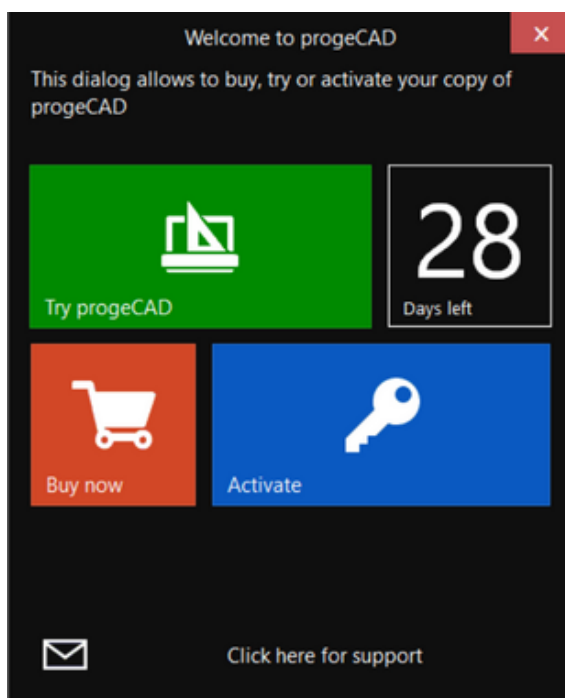 Welcome to progeCAD
This dialog allows to buy, try or activate your copy of
progeCAD
Try progeCAD
28
Days left
Buy now
Activate
Click here for support